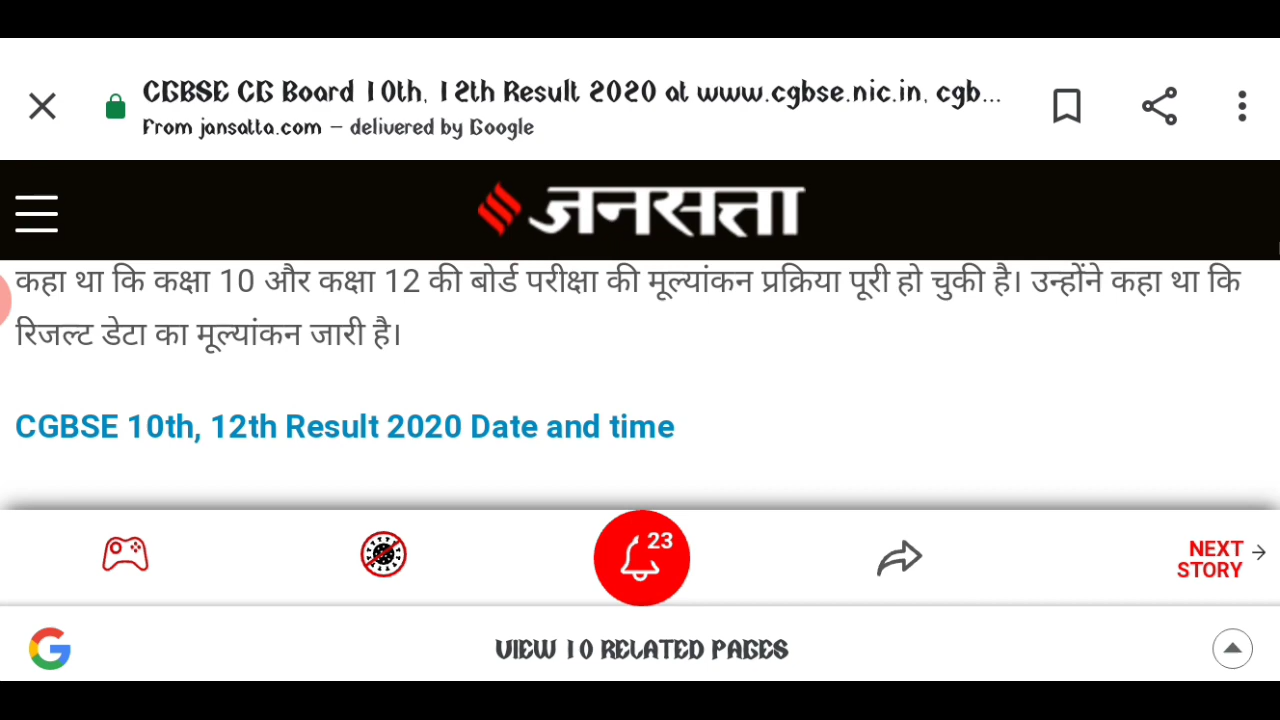 CGBSE CG Board 10th, 12th Result 2020 at www.cgbse.nic.in, cgb...
From jansatta.com – delivered by Google
जनसत्ता
कहा था कि कक्षा 10 और कक्षा 12 की बोर्ड परीक्षा की मूल्यांकन प्रक्रिया पूरी हो चुकी है। उन्होंने कहा था कि
रिजल्ट डेटा का मूल्यांकन जारी है।
CGBSE 10th, 12th Result 2020 Date and time
23
NEXT
STORY
VIEW 10 RELATED PAGES